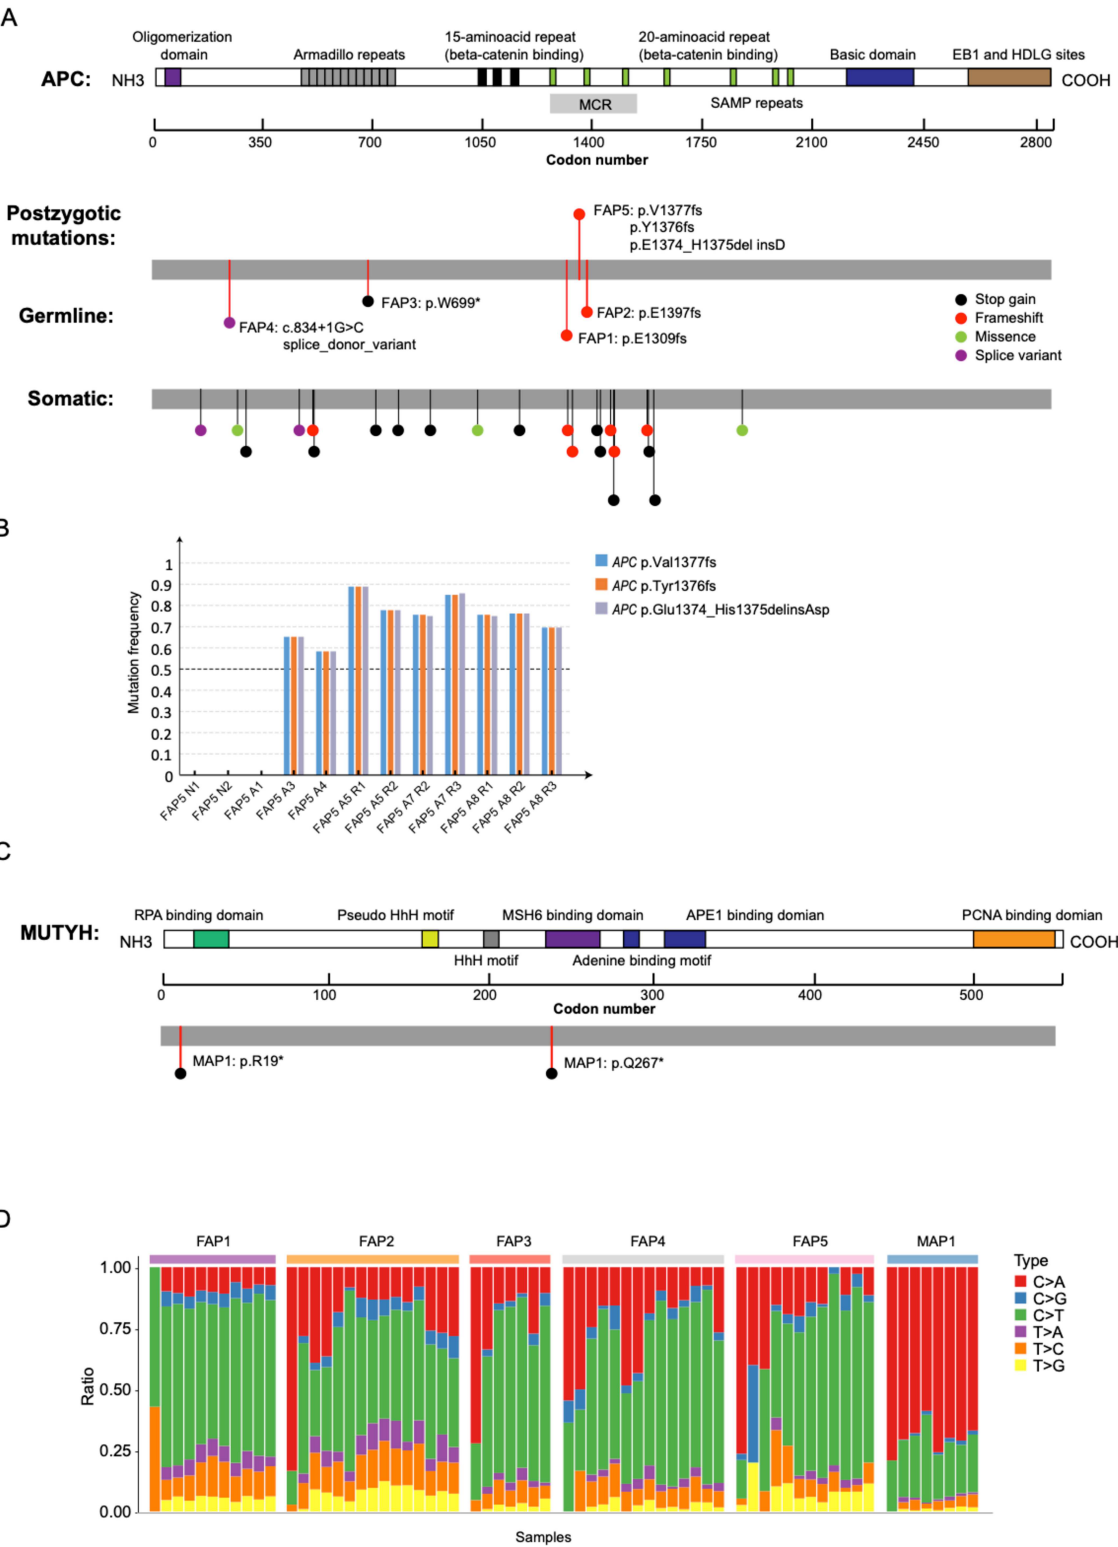 A
Oligomerization
domain
Armadillo repeats
15-aminoacid repeat
(beta-catenin binding)
20-aminoacid repeat
(beta-catenin binding)
Basic domain
EB1 and HDLG sites
APC: NH3 COOH
MCR
SAMP repeats
0 350 700 1050 1400 1750 2100 2450 2800
Codon number
Postzygotic
mutations:
FAP5: p.V1377fs
p.Y1376fs
p.E1374_H1375del insD
Germline:
FAP3: p.W699*
FAP4: c.834+1G>C
splice_donor_variant
FAP2: p.E1397fs
FAP1: p.E1309fs
Stop gain
Frameshift
Missence
Splice variant
Somatic:
B
Mutation frequency
1
0.9
0.8
0.7
0.6
0.5
0.4
0.3
0.2
0.1
0
APC p.Val1377fs
APC p.Tyr1376fs
APC p.Glu1374_His1375delinsAsp
FAP5 N1
FAP5 N2
FAP5 A1
FAP5 A3
FAP5 A4
FAP5 A5 R1
FAP5 A5 R2
FAP5 A7 R2
FAP5 A7 R3
FAP5 A8 R1
FAP5 A8 R2
FAP5 A8 R3
C
RPA binding domain
Pseudo HhH motif
MSH6 binding domain
APE1 binding domian
PCNA binding domian
MUTYH: NH3 COOH
HhH motif
Adenine binding motif
0 100 200 300 400 500
Codon number
MAP1: p.R19*
MAP1: p.Q267*
D
FAP1 FAP2 FAP3 FAP4 FAP5 MAP1
Ratio
1.00
0.75
0.50
0.25
0.00
Samples
Type
C>A
C>G
C>T
T>A
T>C
T>G